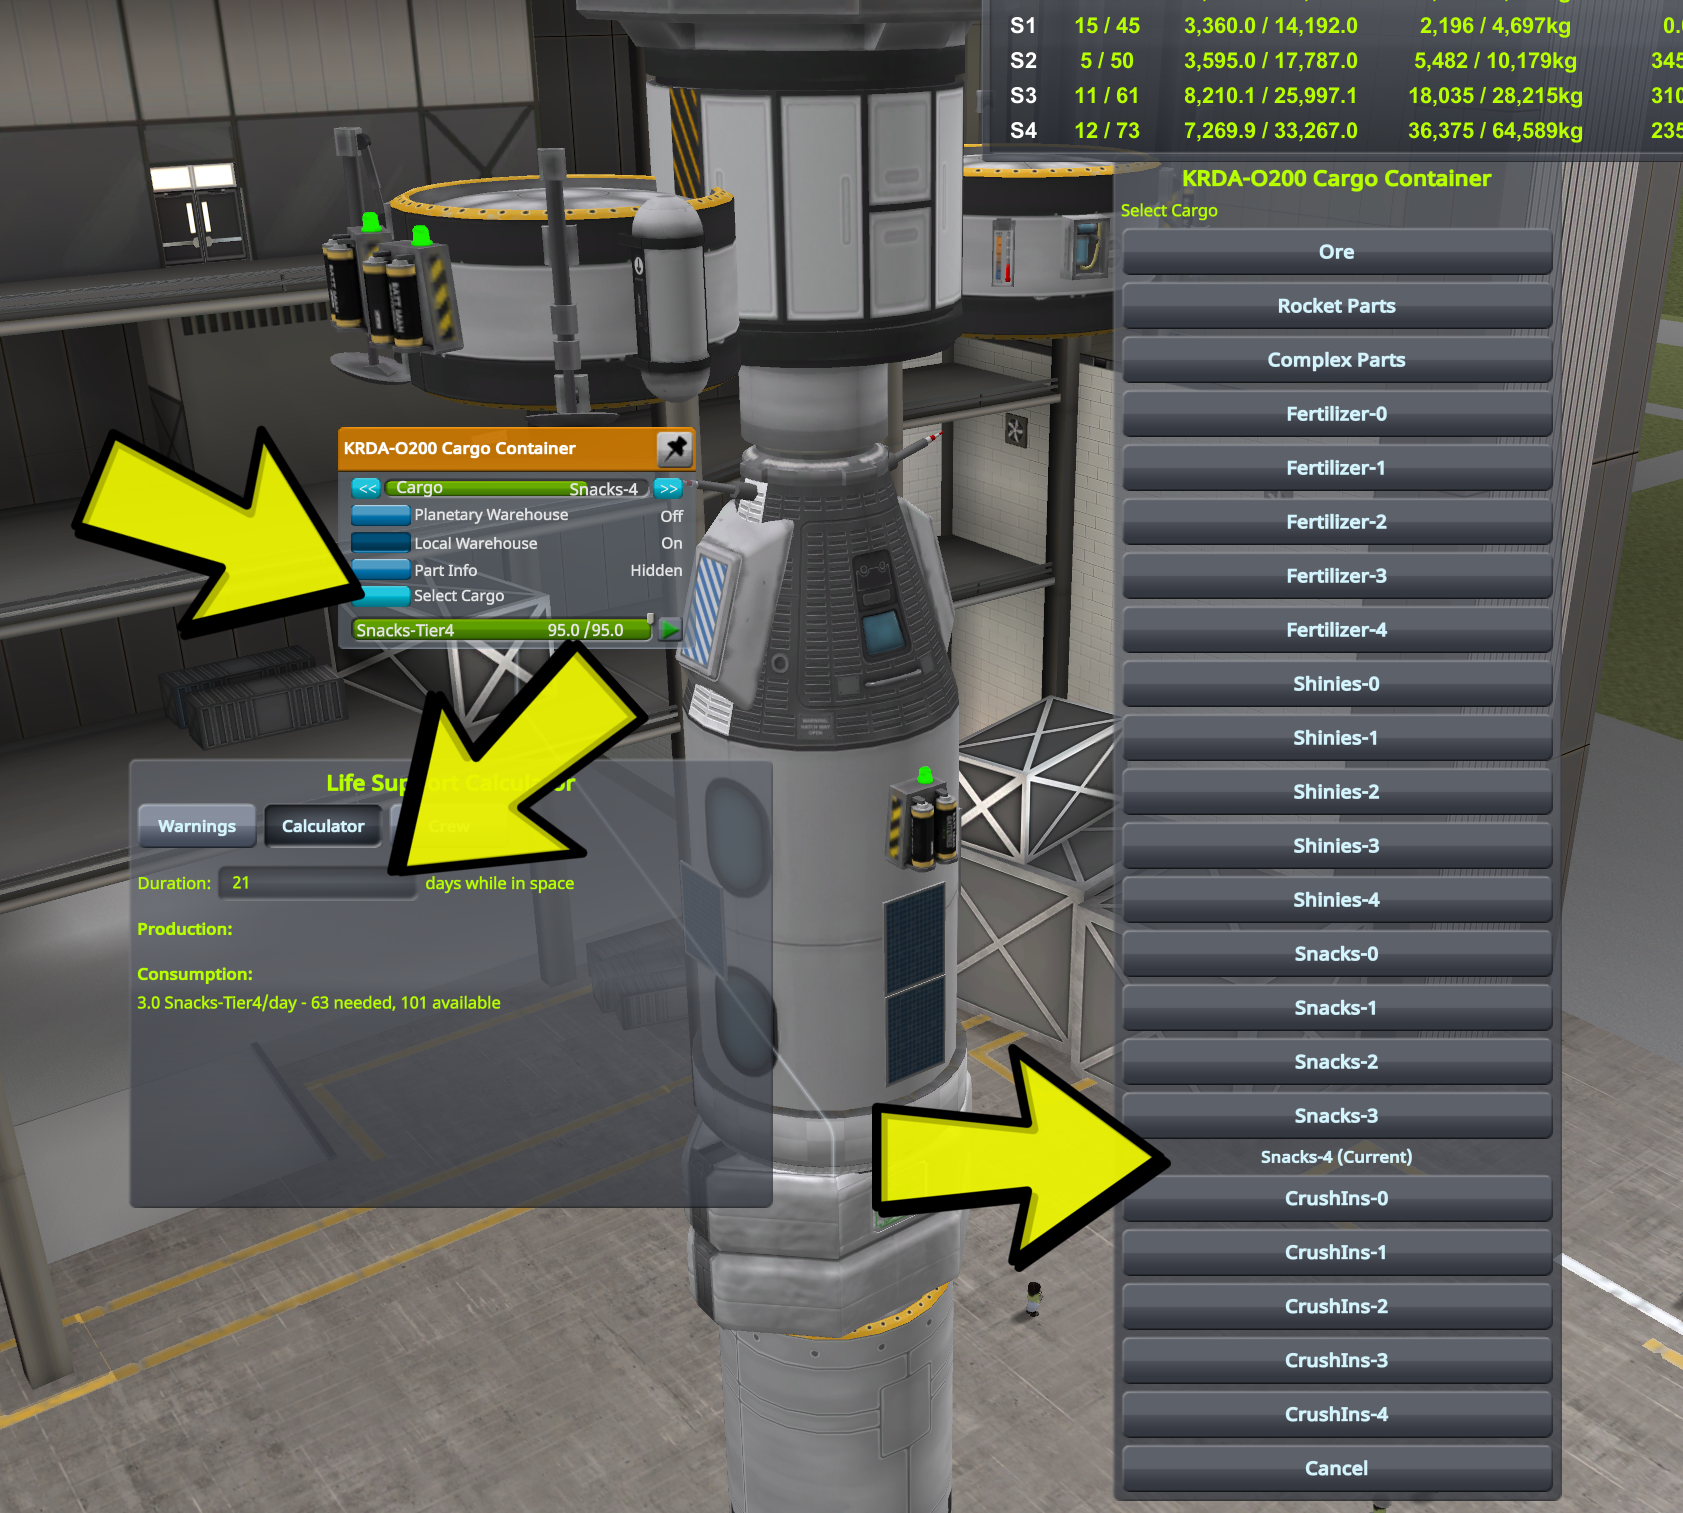 S1 15 / 45 3,360.0 / 14,192.0 2,196 / 4,697kg
S2 5 / 50 3,595.0 / 17,787.0 5,482 / 10,179kg 345
S3 11 / 61 8,210.1 / 25,997.1 18,035 / 28,215kg 310
S4 12 / 73 7,269.9 / 33,267.0 36,375 / 64,589kg 235
KRDA-O200 Cargo Container
Select Cargo
Ore
Rocket Parts
Complex Parts
Fertilizer-0
Fertilizer-1
Fertilizer-2
Fertilizer-3
Fertilizer-4
Shinies-0
Shinies-1
Shinies-2
Shinies-3
Shinies-4
Snacks-0
Snacks-1
Snacks-2
Snacks-3
Snacks-4 (Current)
CrushIns-0
CrushIns-1
CrushIns-2
CrushIns-3
CrushIns-4
Cancel
KRDA-O200 Cargo Container
<< Cargo Snacks-4 >>
Planetary Warehouse Off
Local Warehouse On
Part Info Hidden
Select Cargo
Snacks-Tier4 95.0 / 95.0
Life Support Calculator
Warnings Calculator Crew
Duration: 21 days while in space
Production:
Consumption:
3.0 Snacks-Tier4/day - 63 needed, 101 available